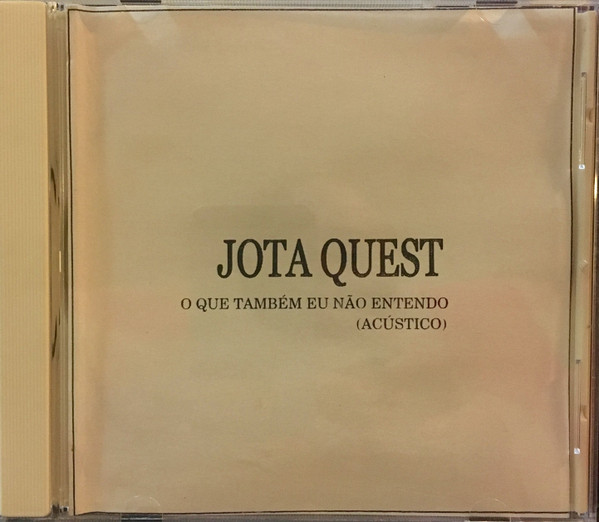 JOTA QUEST
O QUE TAMBÉM EU NÃO ENTENDO
(ACÚSTICO)